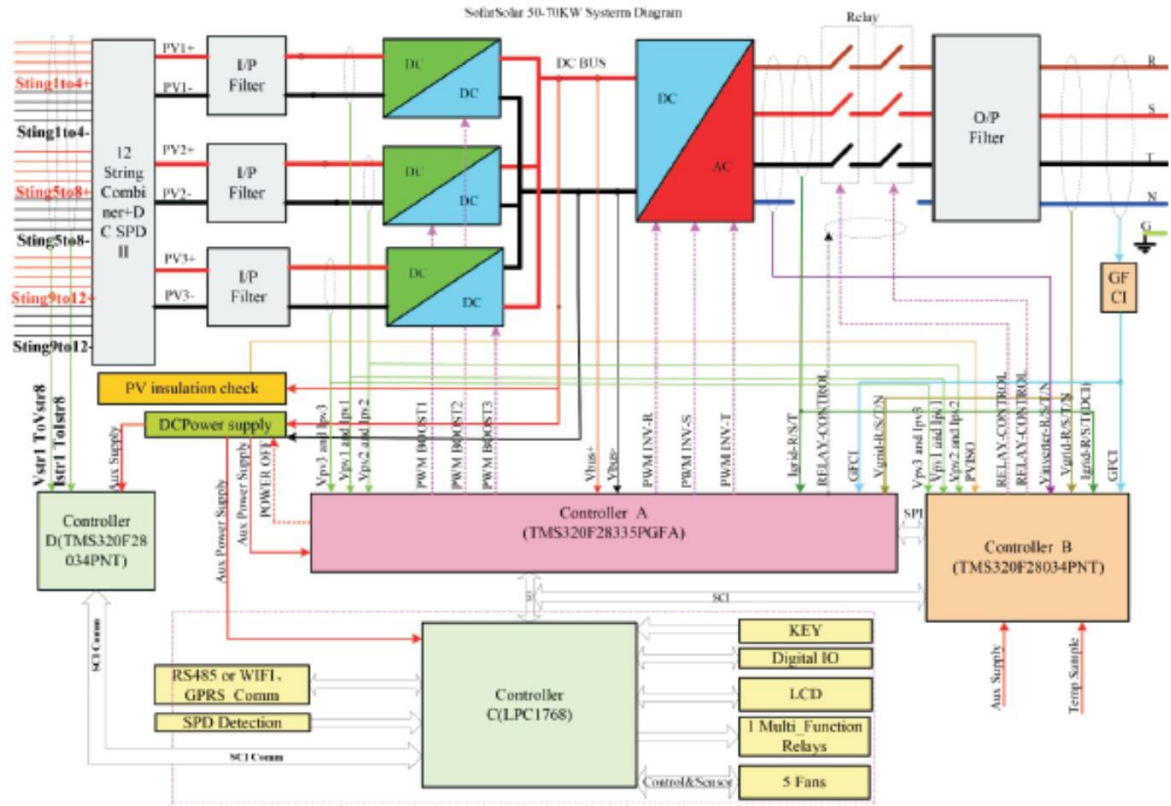 SofarSolar 50-70KW Systerm Diagram
Relay
PV1+
PV1-
I/P
Filter
DC
DC
DC BUS
DC
AC
O/P
Filter
R
S
T
N
G
Sting1to4+
Sting1to4-
12
String
Combi
ner+D
C SPD
II
PV2+
PV2-
I/P
Filter
DC
DC
Sting5to8+
Sting5to8-
PV3+
PV3-
I/P
Filter
DC
DC
Sting9to12+
Sting9to12-
GF
CI
PV insulation check
DCPower supply
Vstr1 ToVstr8
Istr1 ToIstr8
Aux Supply
Aux Power Supply
Aux Power Supply
POWER OFF
Vpv3 and Ipv3
Vpv1 and Ipv1
Vpv2 and Ipv2
PWM BOOST1
PWM BOOST2
PWM BOOST3
Vbus+
Vbus-
PWM INV-R
PWM INV-S
PWM INV-T
Igrid-R/S/T
RELAY-CONTROL
GFCI
Vgrid-R/S/T/N
Vpv3 and Ipv3
Vpv1 and Ipv1
Vpv2 and Ipv2
PVISO
RELAY-CONTROL
RELAY-CONTROL
Vinverter-R/S/T/N
Vgrid-R/S/T/N
Igrid-R/S/T(DCI)
GFCI
Controller
D(TMS320F28
034PNT)
Controller A
(TMS320F28335PGFA)
SPI
Controller B
(TMS320F28034PNT)
SCI
SCI Comm
Aux Supply
Temp Sample
Controller
C(LPC1768)
RS485 or WIFI、
GPRS Comm
SPD Detection
SCI Comm
KEY
Digital IO
LCD
1 Multi_Function
Relays
Control&Sensor
5 Fans